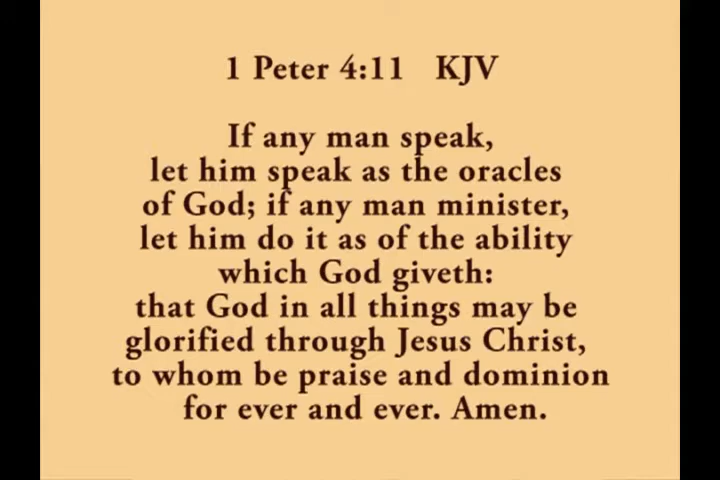 1 Peter 4:11 KJV
If any man speak,
let him speak as the oracles
of God; if any man minister,
let him do it as of the ability
which God giveth:
that God in all things may be
glorified through Jesus Christ,
to whom be praise and dominion
for ever and ever. Amen.